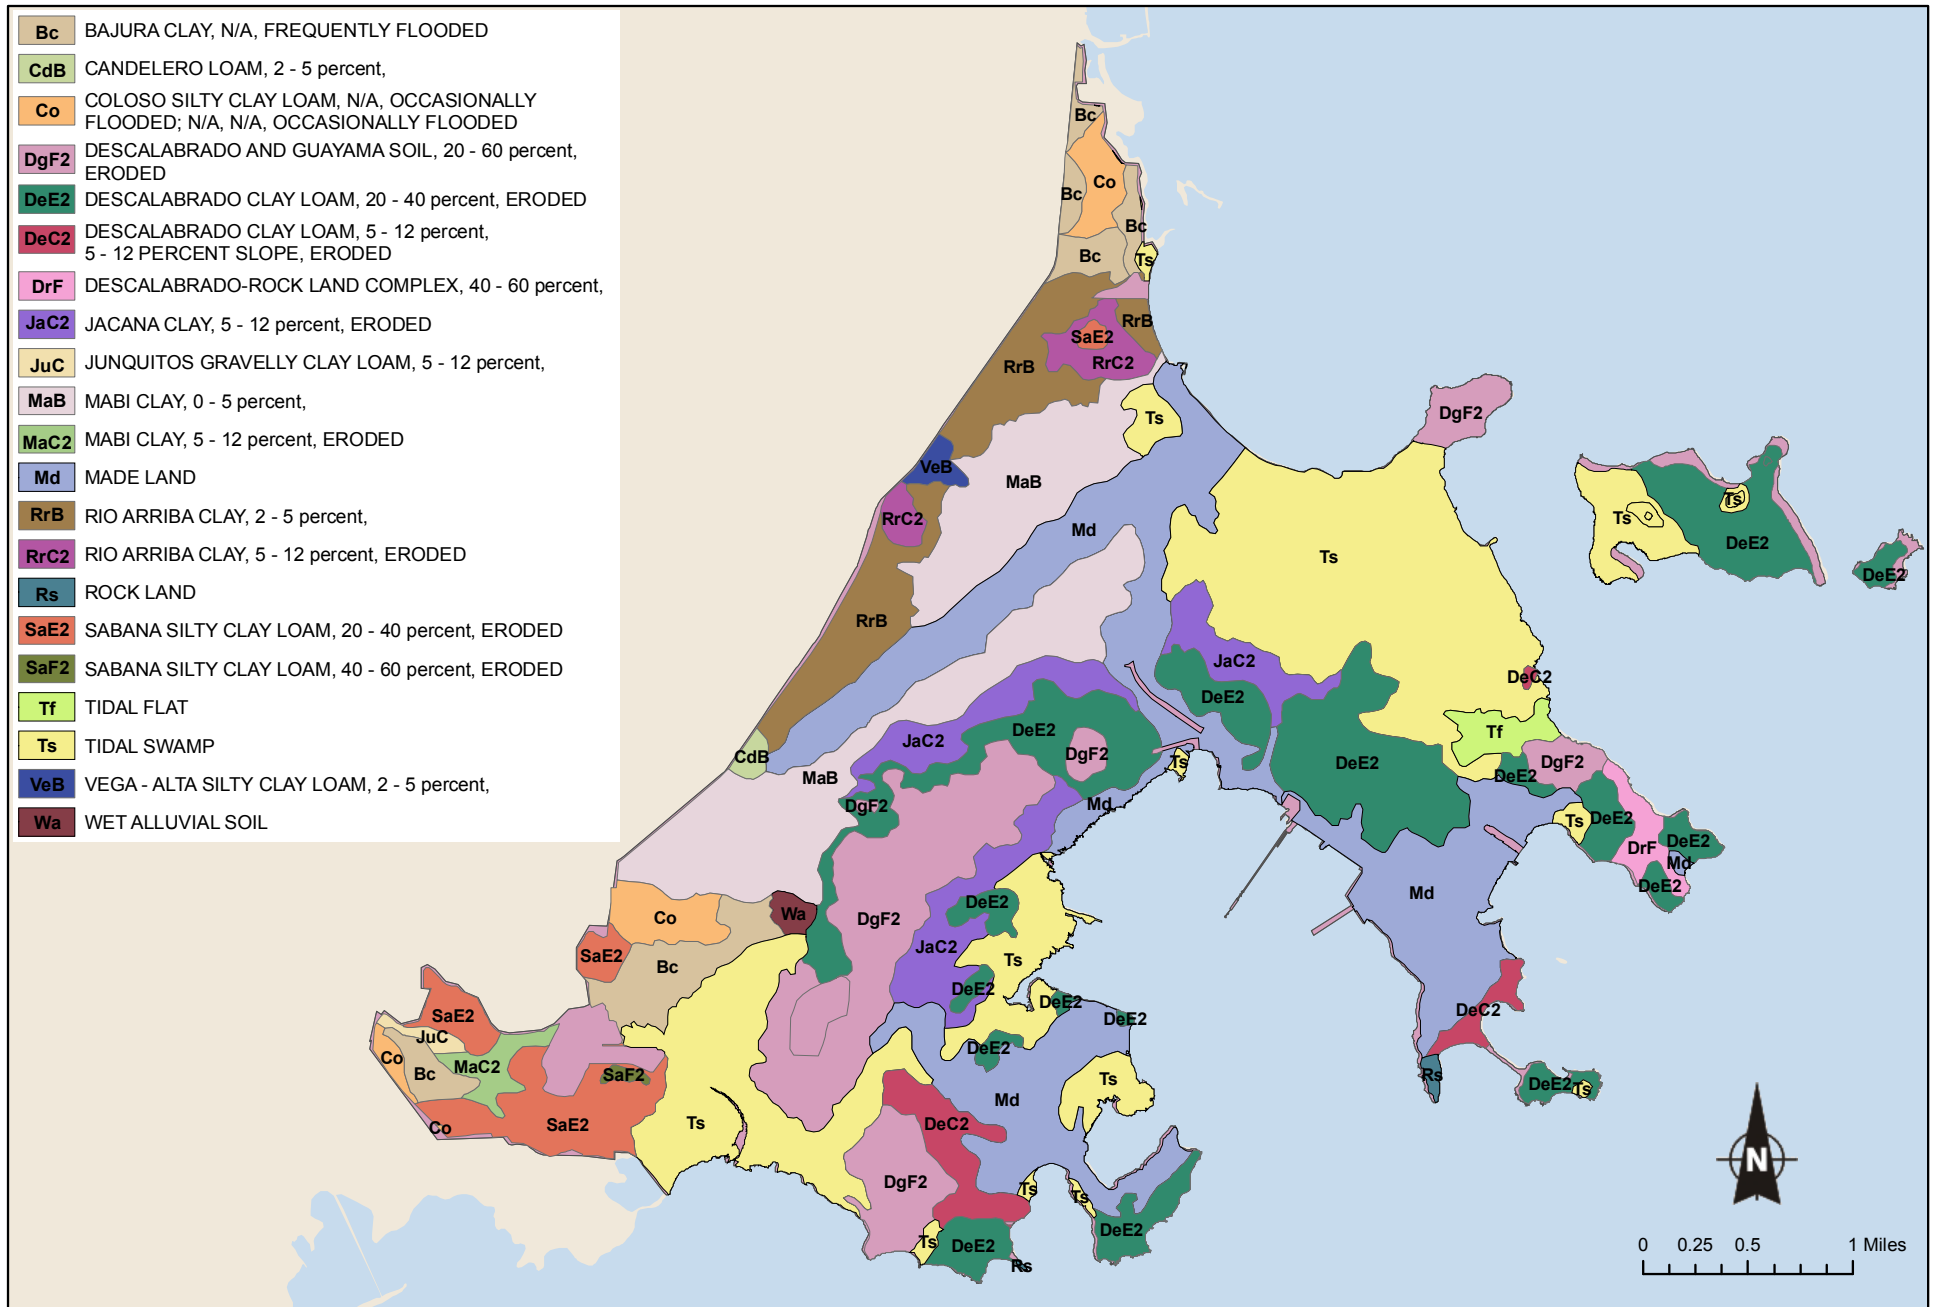 Bc BAJURA CLAY, N/A, FREQUENTLY FLOODED
CdB CANDELERO LOAM, 2 - 5 percent,
Co COLOSO SILTY CLAY LOAM, N/A, OCCASIONALLY
FLOODED; N/A, N/A, OCCASIONALLY FLOODED
DgF2 DESCALABRADO AND GUAYAMA SOIL, 20 - 60 percent,
ERODED
DeE2 DESCALABRADO CLAY LOAM, 20 - 40 percent, ERODED
DeC2 DESCALABRADO CLAY LOAM, 5 - 12 percent,
5 - 12 PERCENT SLOPE, ERODED
DrF DESCALABRADO-ROCK LAND COMPLEX, 40 - 60 percent,
JaC2 JACANA CLAY, 5 - 12 percent, ERODED
JuC JUNQUITOS GRAVELLY CLAY LOAM, 5 - 12 percent,
MaB MABI CLAY, 0 - 5 percent,
MaC2 MABI CLAY, 5 - 12 percent, ERODED
Md MADE LAND
RrB RIO ARRIBA CLAY, 2 - 5 percent,
RrC2 RIO ARRIBA CLAY, 5 - 12 percent, ERODED
Rs ROCK LAND
SaE2 SABANA SILTY CLAY LOAM, 20 - 40 percent, ERODED
SaF2 SABANA SILTY CLAY LOAM, 40 - 60 percent, ERODED
Tf TIDAL FLAT
Ts TIDAL SWAMP
VeB VEGA - ALTA SILTY CLAY LOAM, 2 - 5 percent,
Wa WET ALLUVIAL SOIL
Bc
Co
Bc
Bc
Bc
Ts
RrB
SaE2
RrC2
RrB
DgF2
Ts
VeB
MaB
RrC2
Md
Ts
Ts
Ts
DeE2
DeE2
RrB
JaC2
DeC2
DeE2
DeE2
Tf
JaC2
CdB
DgF2
Ts
DeE2
DgF2
DeE2
MaB
DgF2
Md
Ts
DeE2
DeE2
DrF
Md
DeE2
Md
DeE2
Wa
Co
DgF2
JaC2
SaE2
Bc
Ts
DeE2
DeE2
DeE2
DeC2
SaE2
JuC
DeE2
Co
MaC2
Bc
SaF2
Ts
Rs
DeE2
Ts
Md
Ts
DeC2
SaE2
Co
DgF2
Ts
Ts
DeE2
Ts
DeE2
Rs
N
0 0.25 0.5 1 Miles